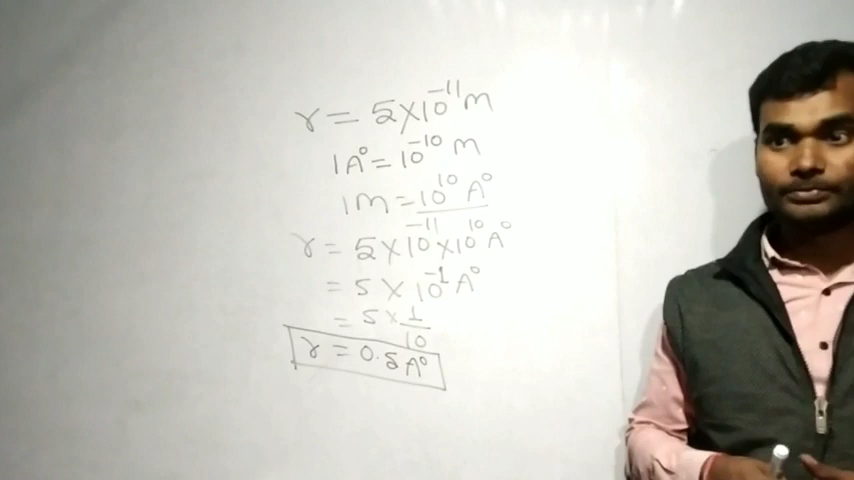 r = 5×10⁻¹¹ m
1A° = 10⁻¹⁰ m
1m = 10¹⁰ A°
r = 5×10⁻¹¹×10¹⁰ A°
= 5×10⁻¹ A°
= 5×1/10
r = 0.5A°